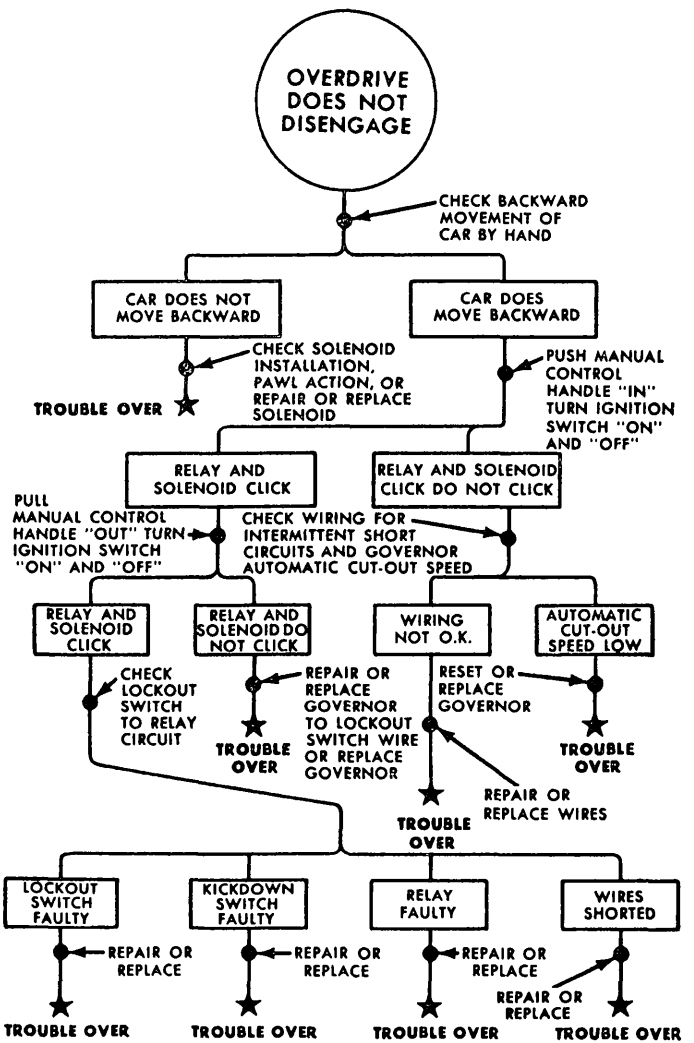 OVERDRIVE
DOES NOT
DISENGAGE
CHECK BACKWARD
MOVEMENT OF
CAR BY HAND
CAR DOES NOT
MOVE BACKWARD
CAR DOES
MOVE BACKWARD
CHECK SOLENOID
INSTALLATION,
PAWL ACTION, OR
REPAIR OR REPLACE
SOLENOID
TROUBLE OVER
PUSH MANUAL
CONTROL
HANDLE "IN"
TURN IGNITION
SWITCH "ON"
AND "OFF"
RELAY AND
SOLENOID CLICK
RELAY AND SOLENOID
CLICK DO NOT CLICK
PULL
MANUAL CONTROL
HANDLE "OUT" TURN
IGNITION SWITCH
"ON" AND "OFF"
CHECK WIRING FOR
INTERMITTENT SHORT
CIRCUITS AND GOVERNOR
AUTOMATIC CUT-OUT SPEED
RELAY AND
SOLENOID
CLICK
RELAY AND
SOLENOID DO
NOT CLICK
WIRING
NOT O.K.
AUTOMATIC
CUT-OUT
SPEED LOW
CHECK
LOCKOUT
SWITCH
TO RELAY
CIRCUIT
REPAIR OR
REPLACE
GOVERNOR
TO LOCKOUT
SWITCH WIRE
OR REPLACE
GOVERNOR
TROUBLE
OVER
RESET OR
REPLACE
GOVERNOR
TROUBLE
OVER
REPAIR OR
REPLACE WIRES
TROUBLE
OVER
LOCKOUT
SWITCH
FAULTY
KICKDOWN
SWITCH
FAULTY
RELAY
FAULTY
WIRES
SHORTED
REPAIR OR
REPLACE
REPAIR OR
REPLACE
REPAIR OR
REPLACE
REPAIR OR
REPLACE
TROUBLE OVER
TROUBLE OVER
TROUBLE OVER
TROUBLE OVER